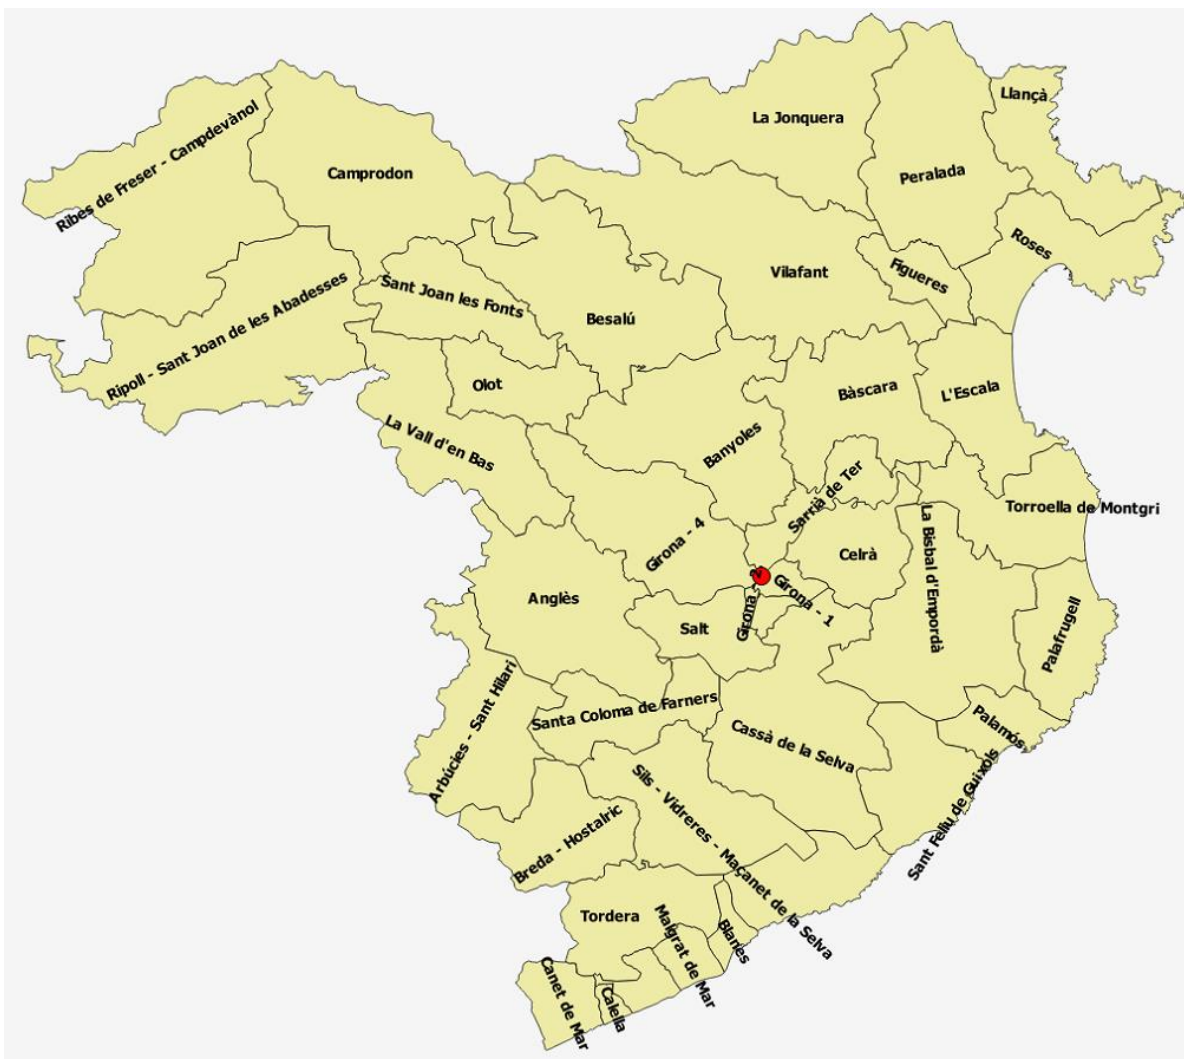 Llançà
La Jonquera
Ribes de Freser - Campdevànol
Camprodon
Peralada
Roses
Vilafant
Figueres
Sant Joan les Fonts
Ripoll - Sant Joan de les Abadesses
Besalú
Olot
Bàscara
L'Escala
La Vall d'en Bas
Banyoles
Sarrià de Ter
Torroella de Montgri
Girona - 4
Celrà
La Bisbal d'Empordà
Anglès
Girona - 1
Girona - 2
Salt
Palafrugell
Arbúcies - Sant Hilari
Santa Coloma de Farners
Cassà de la Selva
Palamós
Sils - Vidreres - Maçanet de la Selva
Sant Feliu de Guíxols
Breda - Hostalric
Tordera
Malgrat de Mar
Blanes
Canet de Mar
Calella